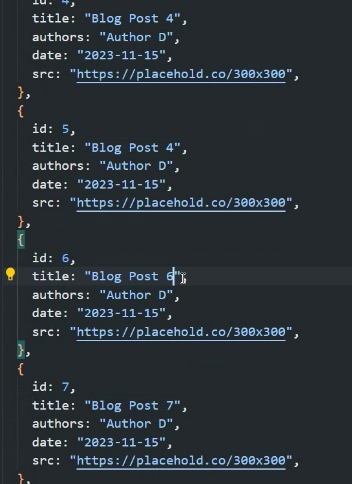 id: 4,
title: "Blog Post 4",
authors: "Author D",
date: "2023-11-15",
src: "https://placehold.co/300x300",
},
{
id: 5,
title: "Blog Post 4",
authors: "Author D",
date: "2023-11-15",
src: "https://placehold.co/300x300",
},
{
id: 6,
title: "Blog Post 6",
authors: "Author D",
date: "2023-11-15",
src: "https://placehold.co/300x300",
},
{
id: 7,
title: "Blog Post 7",
authors: "Author D",
date: "2023-11-15",
src: "https://placehold.co/300x300",
},